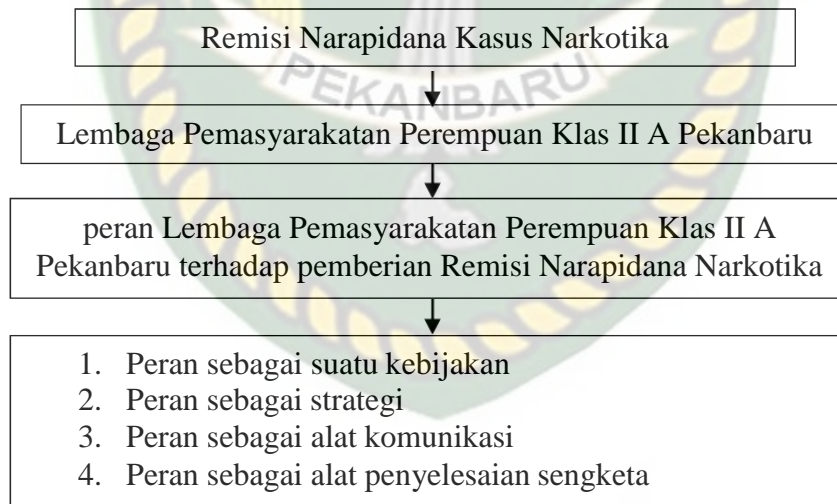 Remisi Narapidana Kasus Narkotika
PEKANBARU
Lembaga Pemasyarakatan Perempuan Klas II A Pekanbaru
peran Lembaga Pemasyarakatan Perempuan Klas II A
Pekanbaru terhadap pemberian Remisi Narapidana Narkotika
1. Peran sebagai suatu kebijakan
2. Peran sebagai strategi
3. Peran sebagai alat komunikasi
4. Peran sebagai alat penyelesaian sengketa